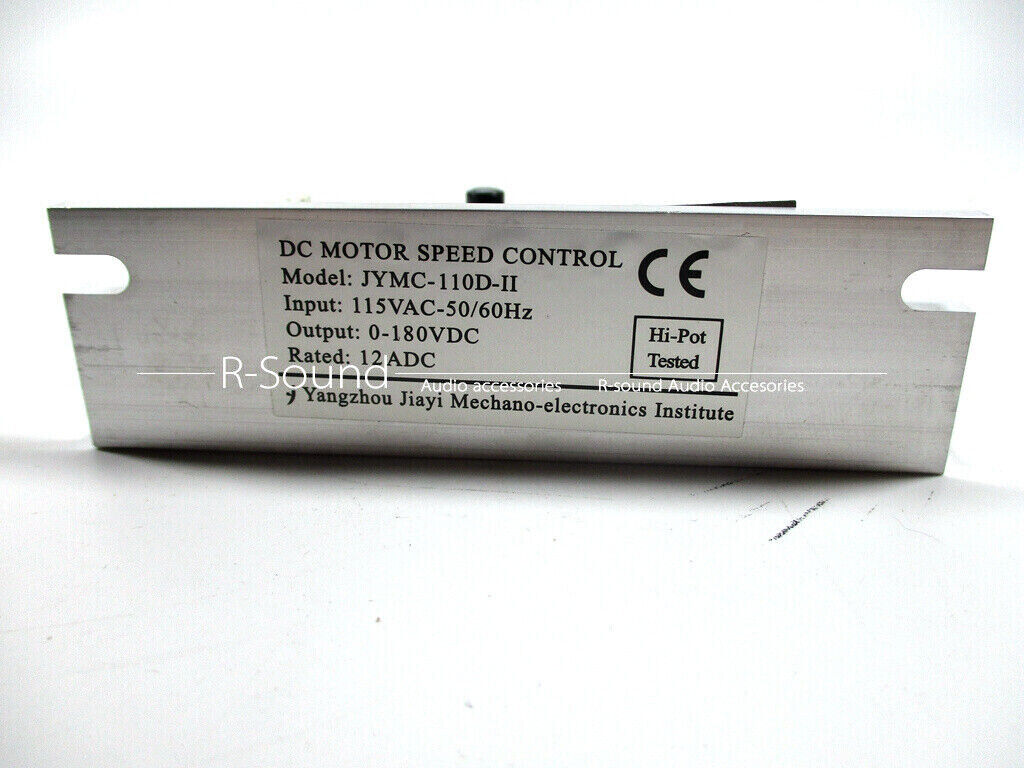 DC MOTOR SPEED CONTROL
Model: JYMC-110D-II
Input: 115VAC-50/60Hz
Output: 0-180VDC
Rated: 12ADC
CE
Hi-Pot
Tested
R-Sound Audio accessories R-sound Audio Accesories
Yangzhou Jiayi Mechano-electronics Institute